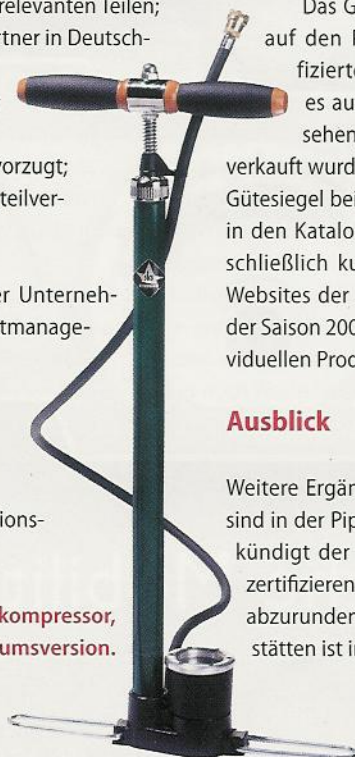 relevanten Teilen;
rtner in Deutsch-
vorzugt;
teilver-
er Unterneh-
tmanage-
ions-
kompressor,
umsversion.
Das G
auf den
fizierte
es au
sehen
verkauft wurd
Gütesiegel bei
in den Katalo
schließlich ku
Websites der
der Saison 200
viduellen Prod
Ausblick
Weitere Ergän
sind in der Pip
kündigt der
zertifizieren
abzurunden
stätten ist i